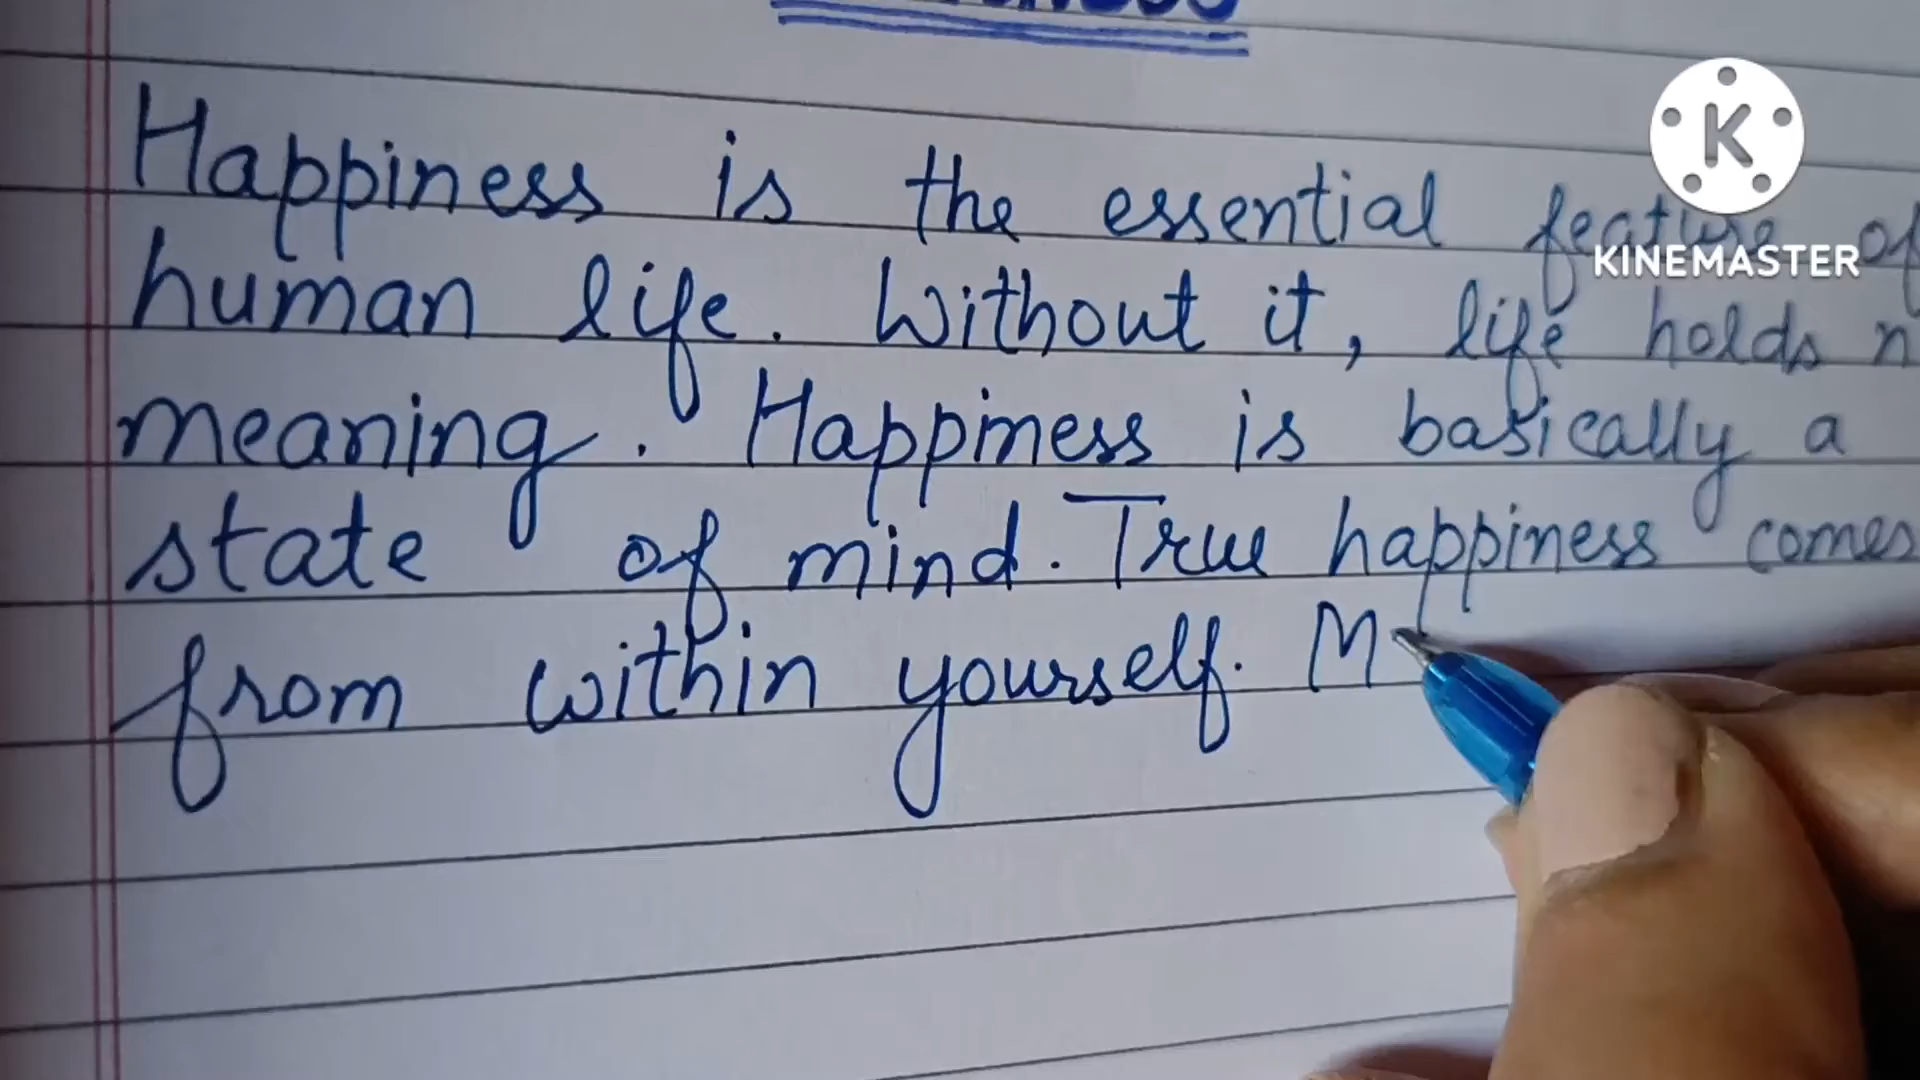 Happiness is the essential feature of
human life. Without it, life holds n
meaning. Happiness is basically a
state of mind. True happiness comes
from within yourself. M
K
KINEMASTER